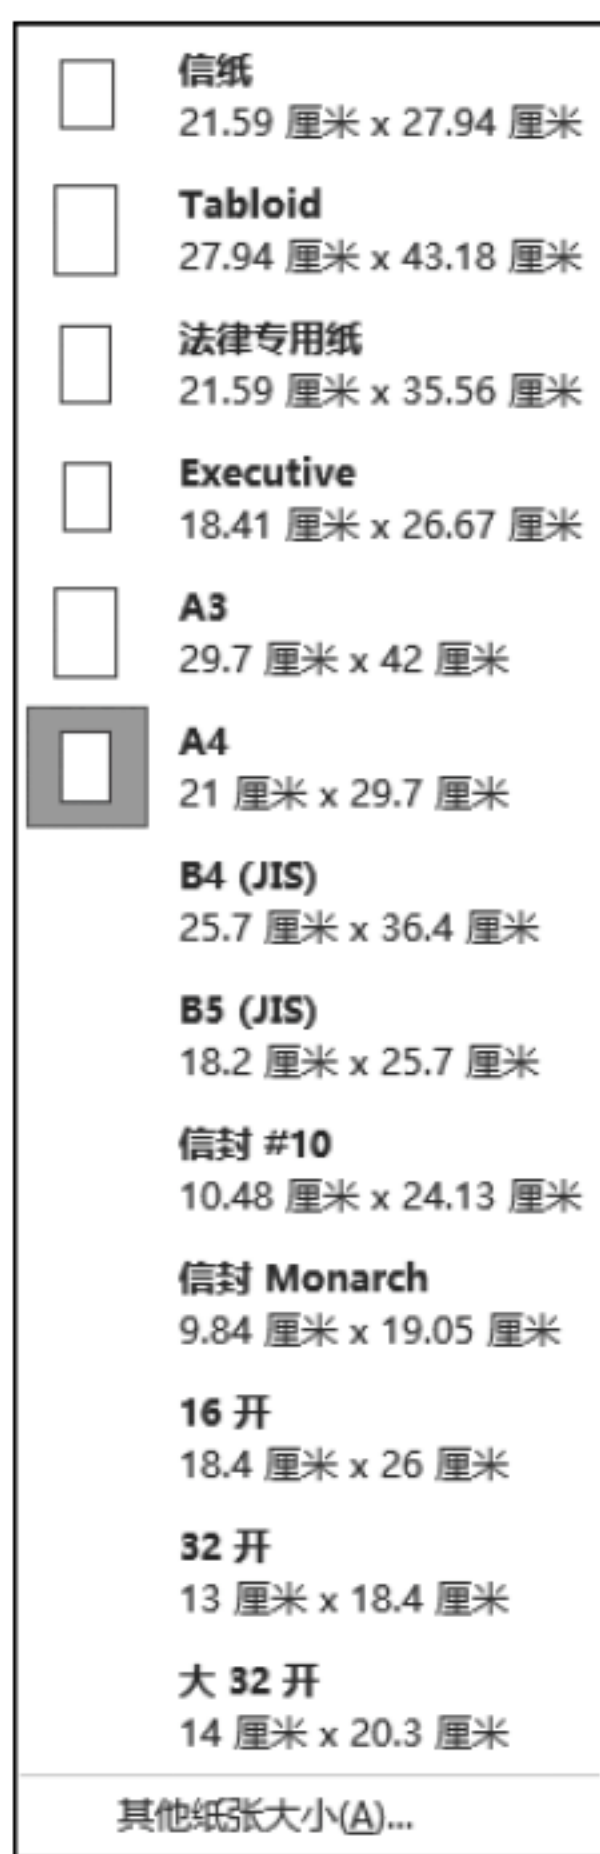 信纸
21.59 厘米 x 27.94 厘米
Tabloid
27.94 厘米 x 43.18 厘米
法律专用纸
21.59 厘米 x 35.56 厘米
Executive
18.41 厘米 x 26.67 厘米
A3
29.7 厘米 x 42 厘米
A4
21 厘米 x 29.7 厘米
B4 (JIS)
25.7 厘米 x 36.4 厘米
B5 (JIS)
18.2 厘米 x 25.7 厘米
信封 #10
10.48 厘米 x 24.13 厘米
信封 Monarch
9.84 厘米 x 19.05 厘米
16 开
18.4 厘米 x 26 厘米
32 开
13 厘米 x 18.4 厘米
大 32 开
14 厘米 x 20.3 厘米
其他纸张大小(A)...